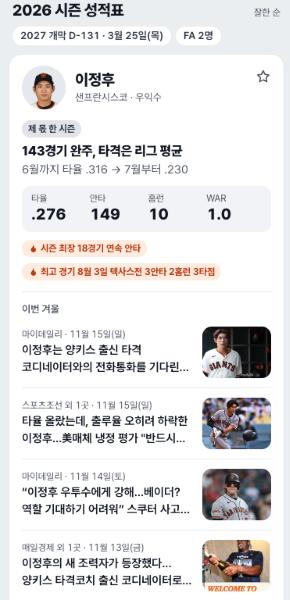 2026 시즌 성적표
잘한 순
2027 개막 D-131 · 3월 25일(목)
FA 2명
이정후
샌프란시스코 · 우익수
제 몫 한 시즌
143경기 완주, 타격은 리그 평균
6월까지 타율 .316 → 7월부터 .230
타율 안타 홈런 WAR
.276 149 10 1.0
시즌 최장 18경기 연속 안타
최고 경기 8월 3일 텍사스전 3안타 2홈런 3타점
이번 겨울
마이데일리 · 11월 15일(일)
이정후는 양키스 출신 타격
코디네이터와의 전화통화를 기다린...
GIANTS
스포츠조선 외 1곳 · 11월 15일(일)
타율 올랐는데, 출루율 오히려 하락한
이정후...美매체 냉정 평가 "반드시...
마이데일리 · 11월 14일(토)
“이정후 우투수에게 강해...베이더?
역할 기대하기 어려워” 스쿠터 사고...
매일경제 외 1곳 · 11월 13일(금)
이정후의 새 조력자가 등장했다...
양키스 타격코치 출신 코디네이터로...
WELCOME TO